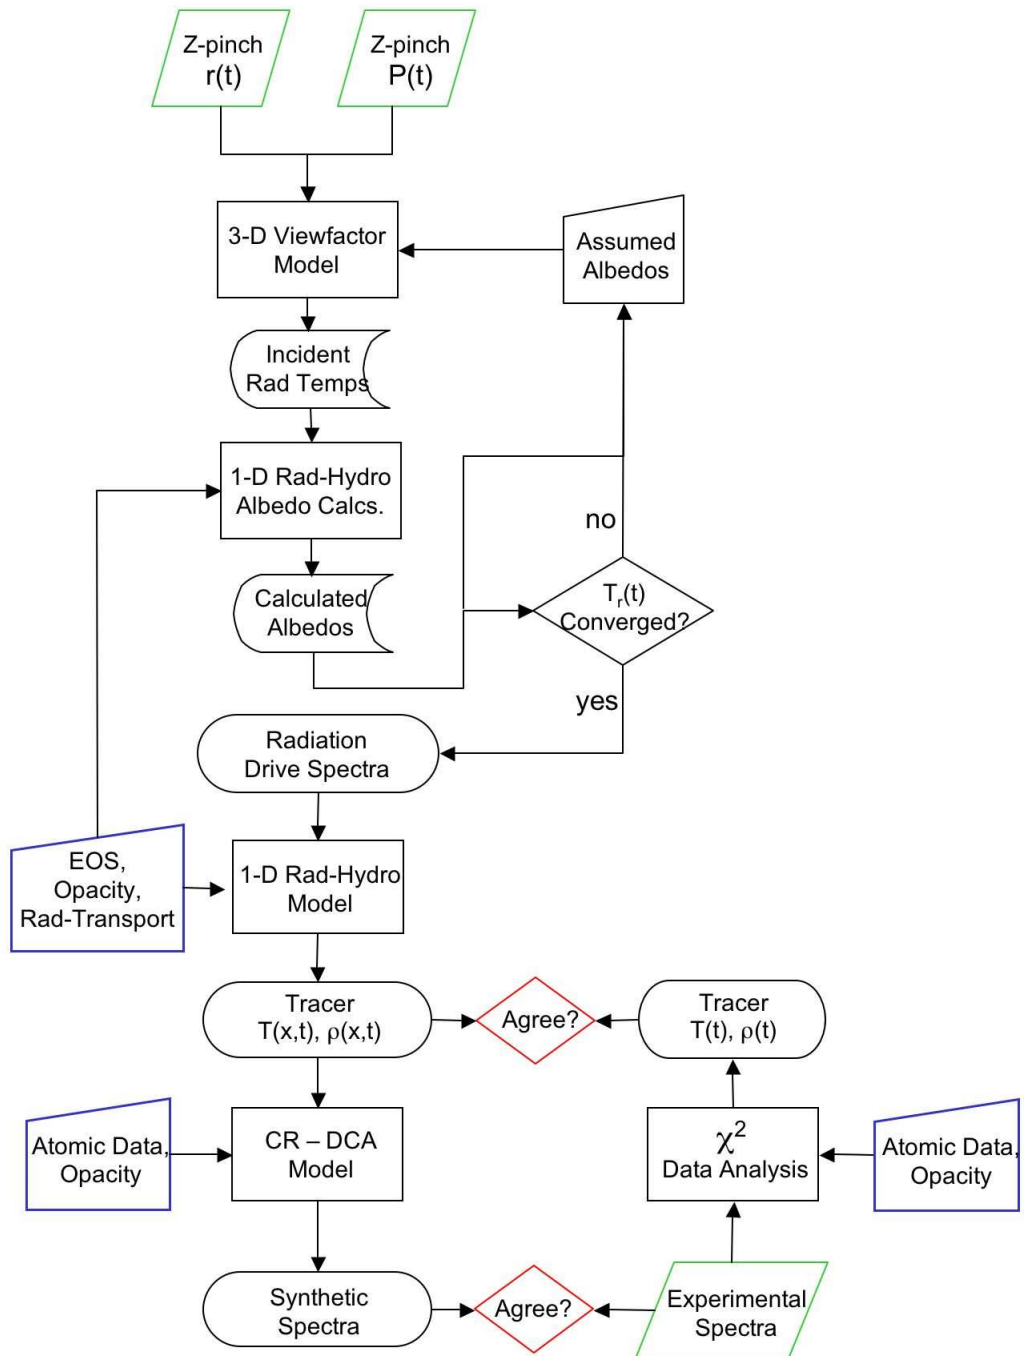 Z-pinch
r(t)
Z-pinch
P(t)
3-D Viewfactor
Model
Assumed
Albedos
Incident
Rad Temps
1-D Rad-Hydro
Albedo Calcs.
no
Calculated
Albedos
Tᵣ(t)
Converged?
yes
Radiation
Drive Spectra
EOS,
Opacity,
Rad-Transport
1-D Rad-Hydro
Model
Tracer
T(x,t), ρ(x,t)
Agree?
Tracer
T(t), ρ(t)
Atomic Data,
Opacity
CR – DCA
Model
χ²
Data Analysis
Atomic Data,
Opacity
Synthetic
Spectra
Agree?
Experimental
Spectra